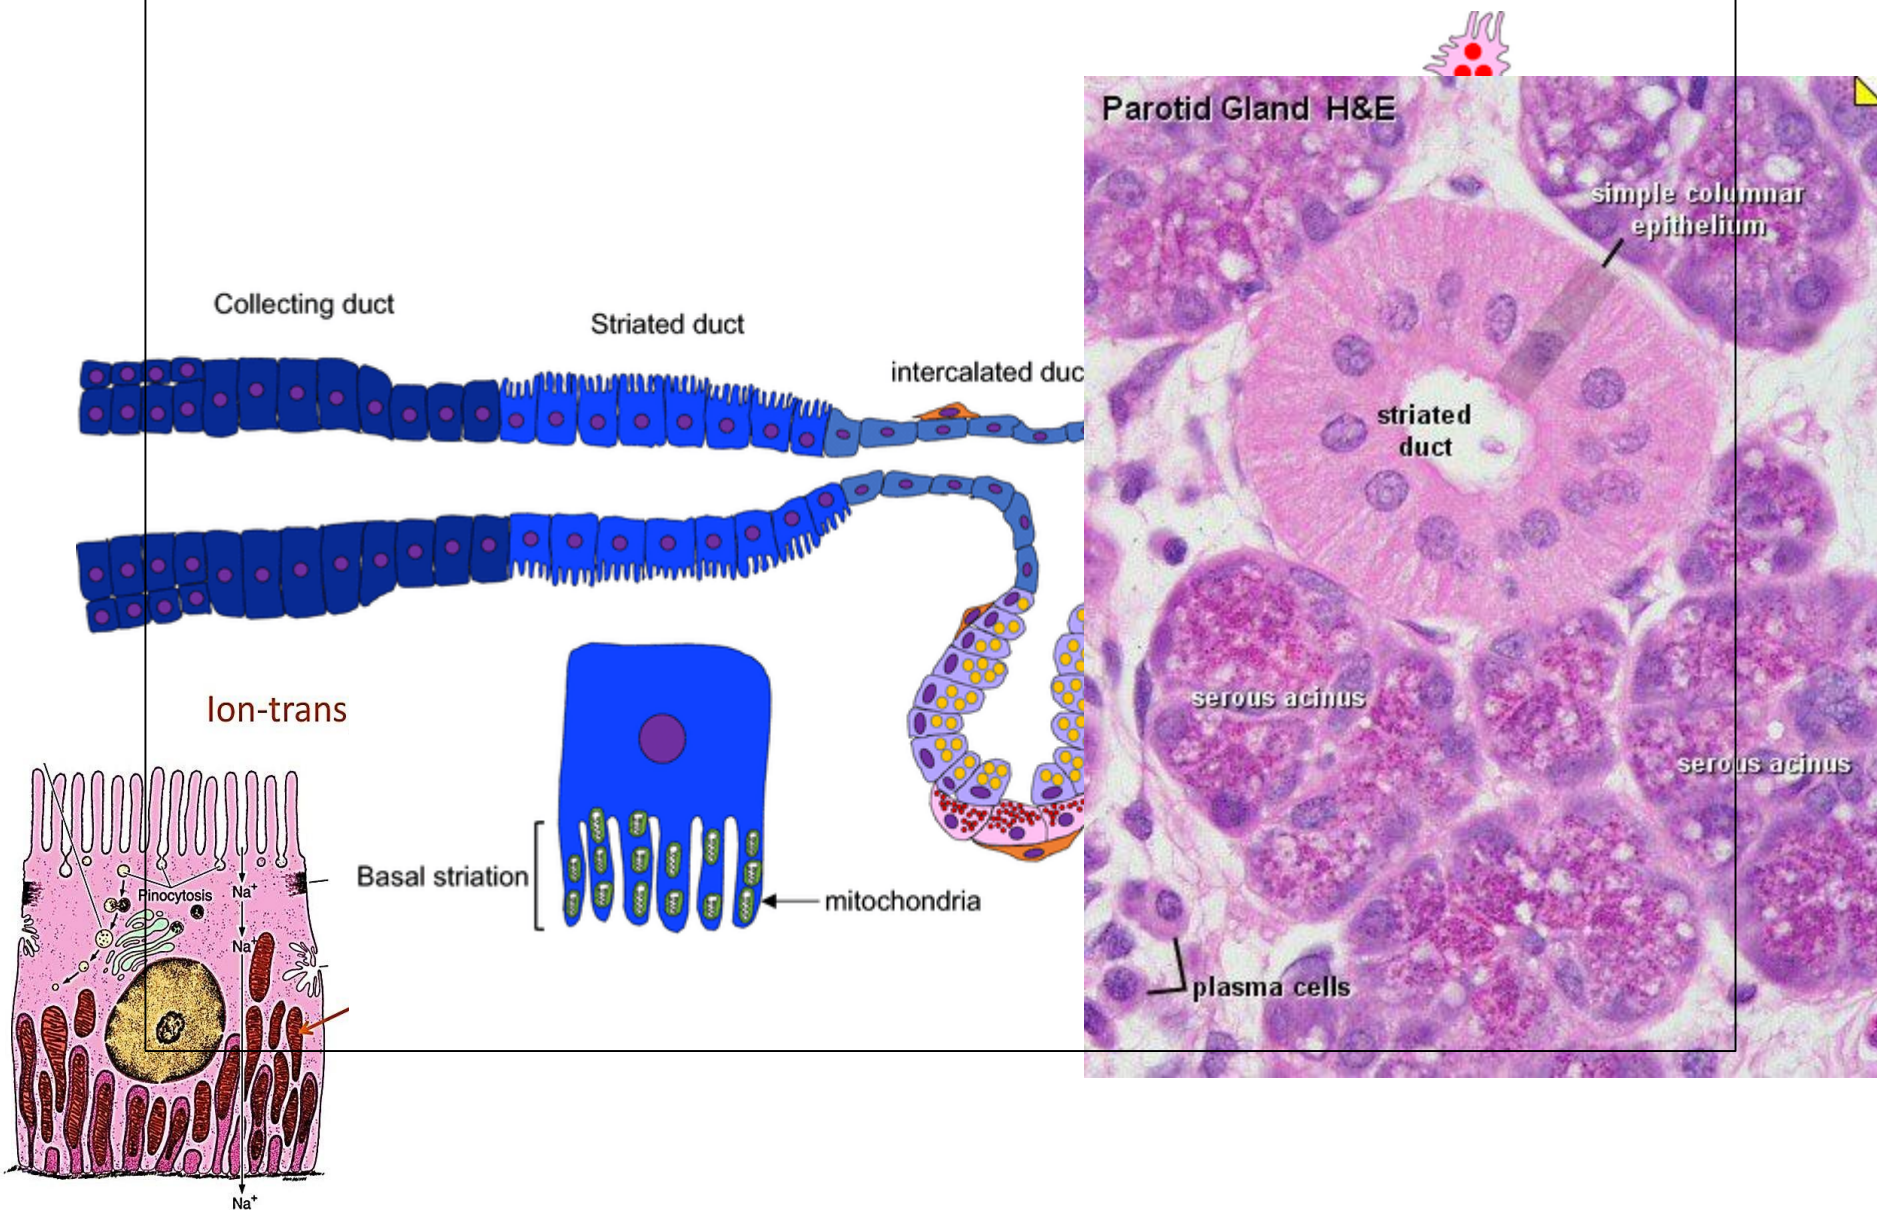 Parotid Gland H&E
simple columnar
epithelium
Collecting duct
Striated duct
intercalated duc
striated
duct
serous acinus
Ion-trans
serous acinus
Pinocytosis
Na+
Basal striation
mitochondria
Na+
plasma cells
Na+